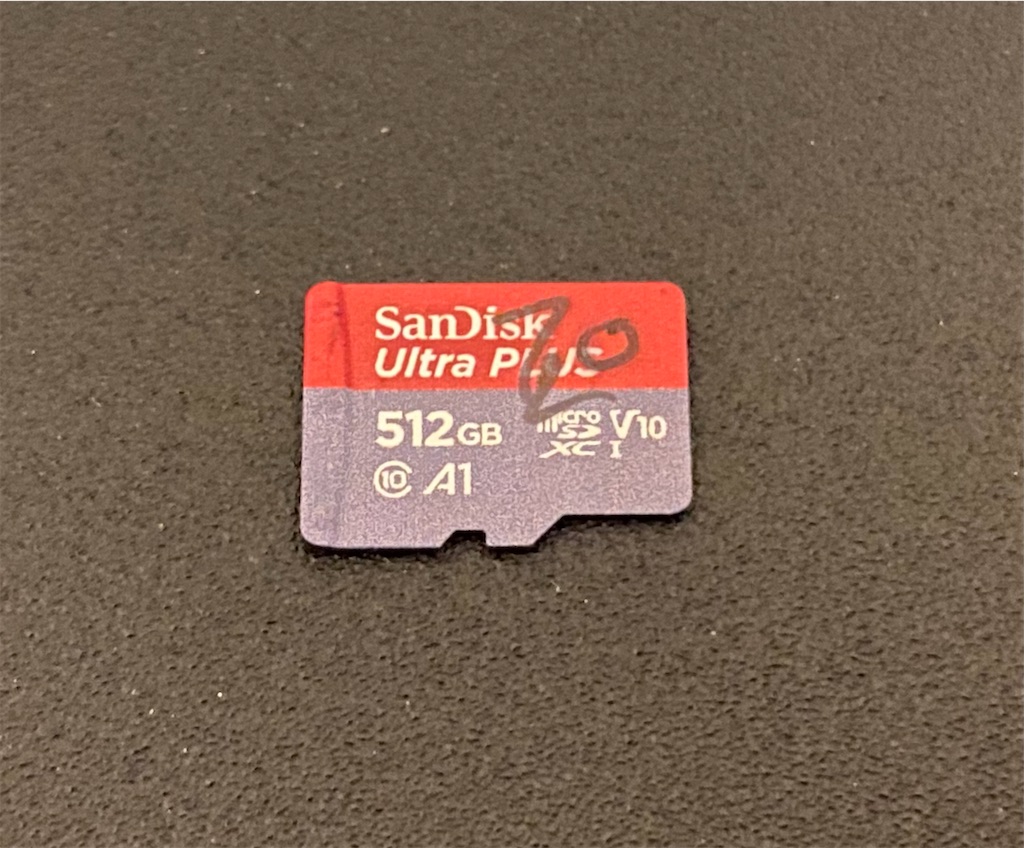 SanDisk
Ultra PLUS
512GB
micro SD XC I V10
10 A1